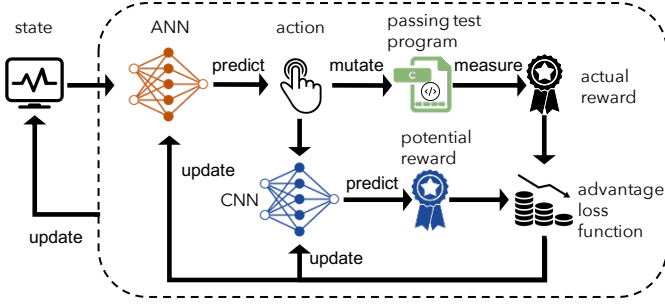 state
ANN
action
passing test
program
predict
mutate
C
</>
measure
actual
reward
update
potential
reward
CNN
predict
advantage
loss
function
update
update